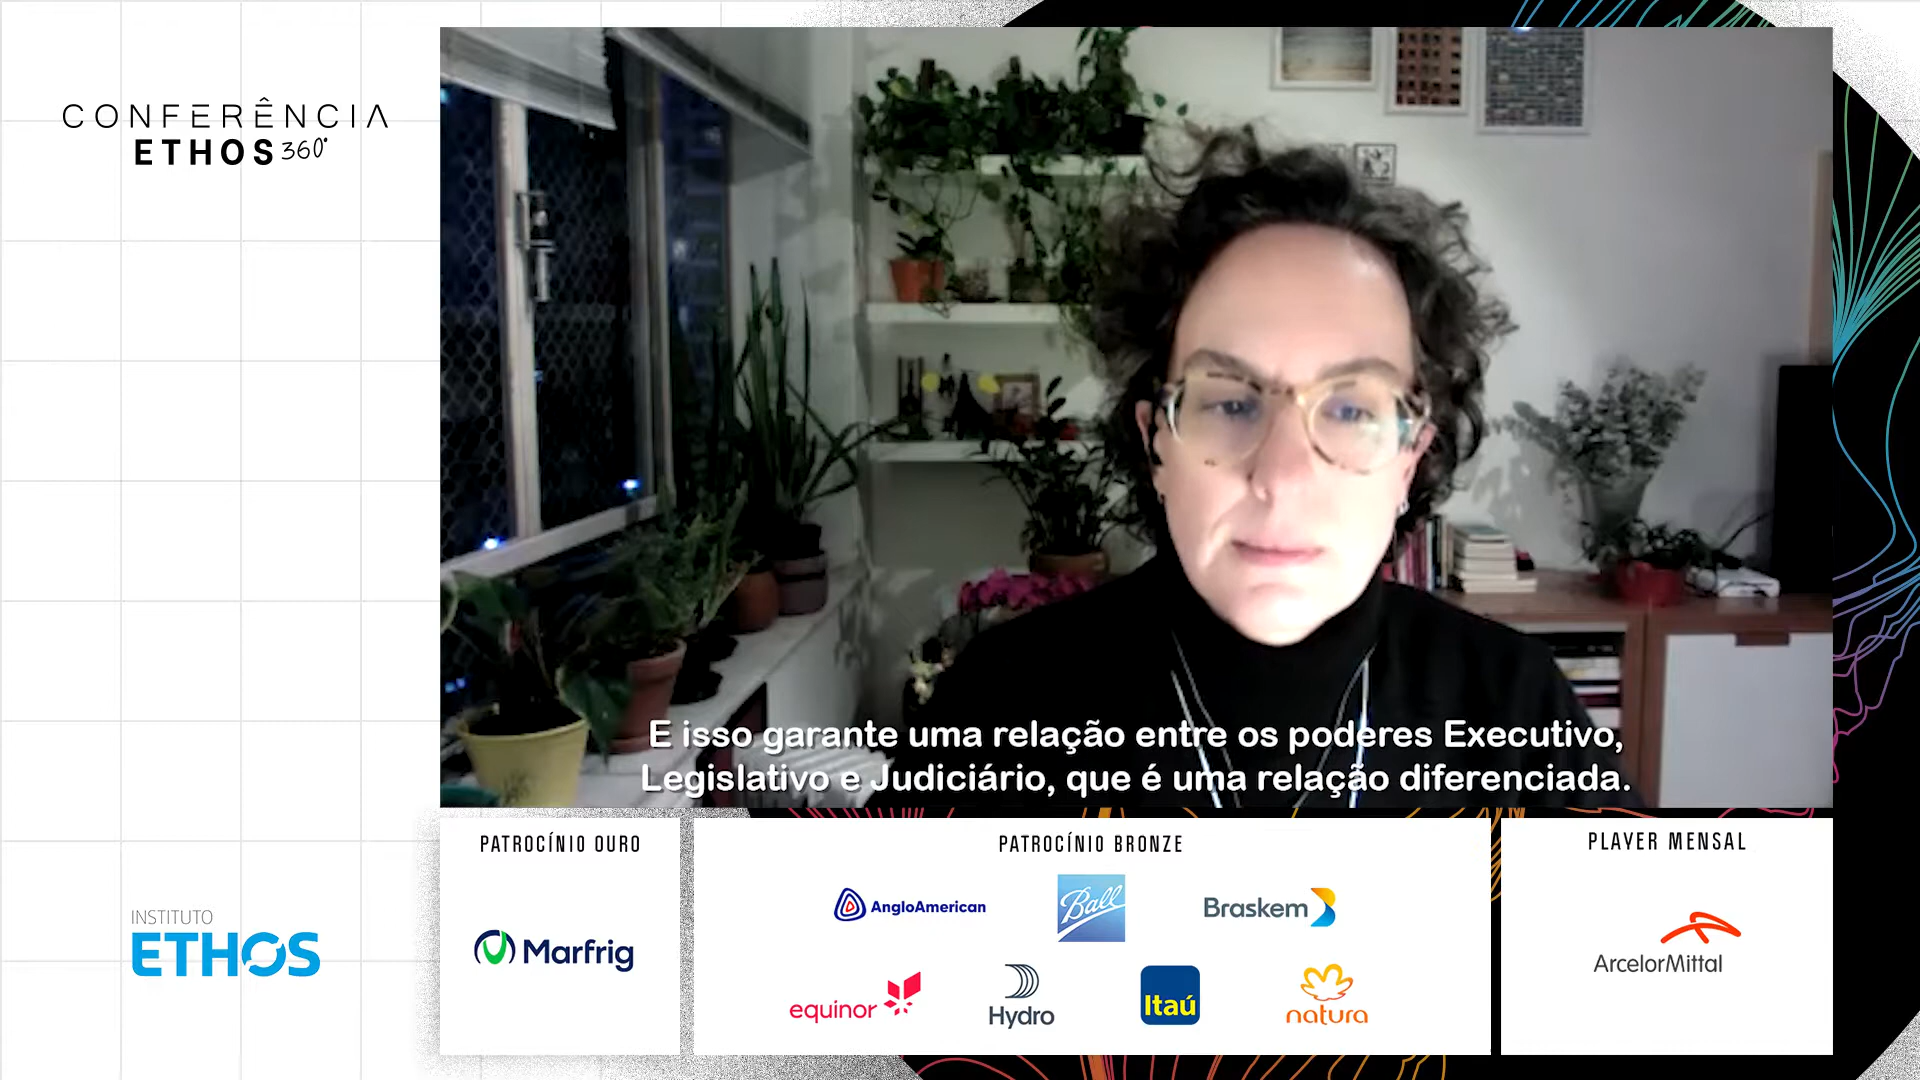 CONFERÊNCIA
ETHOS 360°
E isso garante uma relação entre os poderes Executivo,
Legislativo e Judiciário, que é uma relação diferenciada.
INSTITUTO
ETHOS
PATROCÍNIO OURO
Marfrig
PATROCÍNIO BRONZE
AngloAmerican
Ball
Braskem
equinor
Hydro
Itaú
natura
PLAYER MENSAL
ArcelorMittal